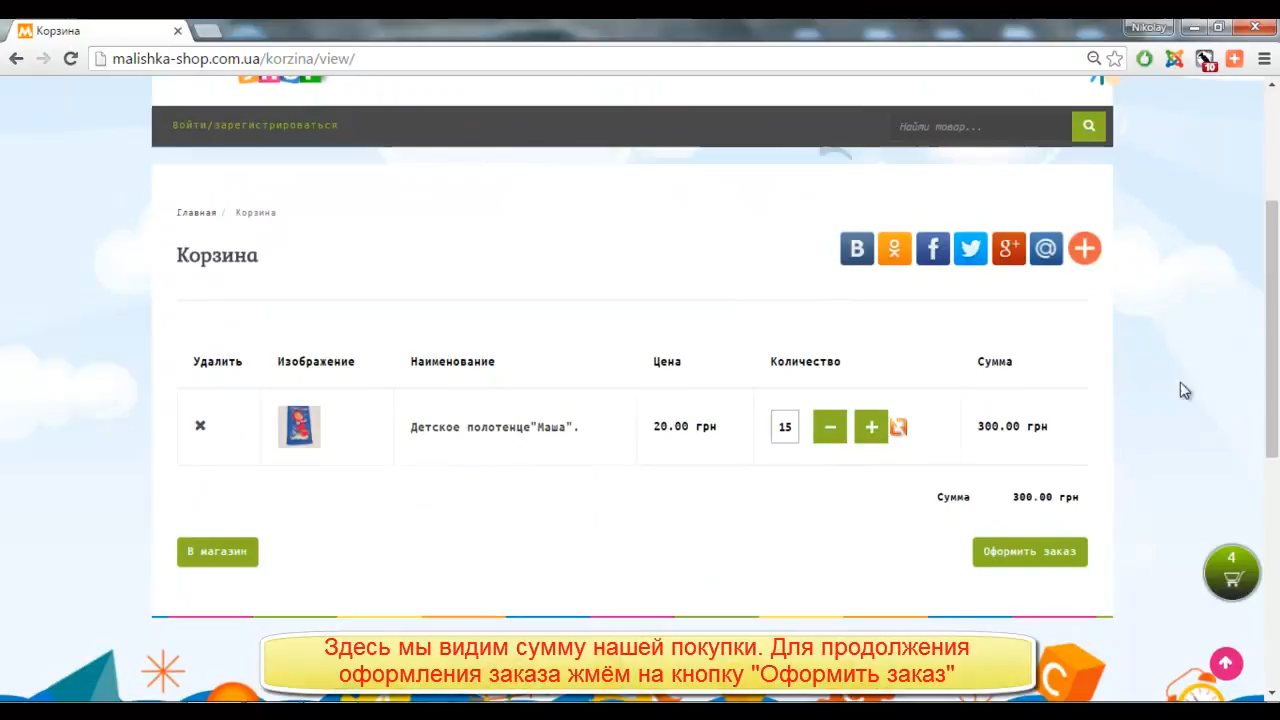 Корзина
Nikolay
malishka-shop.com.ua/korzina/view/
10
Войти/зарегистрироваться
Найти товар...
Главная / Корзина
Корзина
Удалить Изображение Наименование Цена Количество Сумма
Детское полотенце"Маша". 20.00 грн 15 300.00 грн
Сумма 300.00 грн
В магазин Оформить заказ
4
Здесь мы видим сумму нашей покупки. Для продолжения
оформления заказа жмём на кнопку "Оформить заказ"